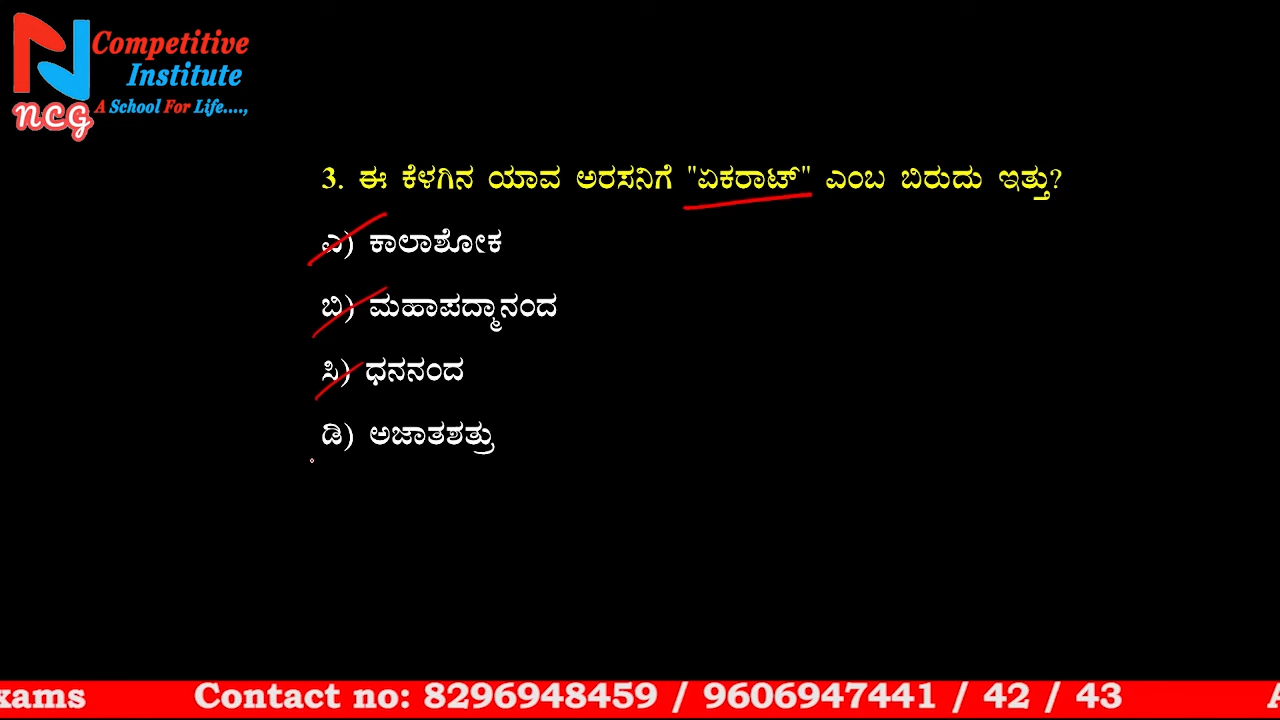 Competitive
Institute
NCG A School For Life....,
3. ಈ ಕೆಳಗಿನ ಯಾವ ಅರಸನಿಗೆ "ಏಕರಾಟ್" ಎಂಬ ಬಿರುದು ಇತ್ತು?
ಎ) ಕಾಲಾಶೋಕ
ಬಿ) ಮಹಾಪದ್ಮಾನಂದ
ಸಿ) ಧನನಂದ
ಡಿ) ಅಜಾತಶತ್ರು
Contact no: 8296948459 / 9606947441 / 42 / 43